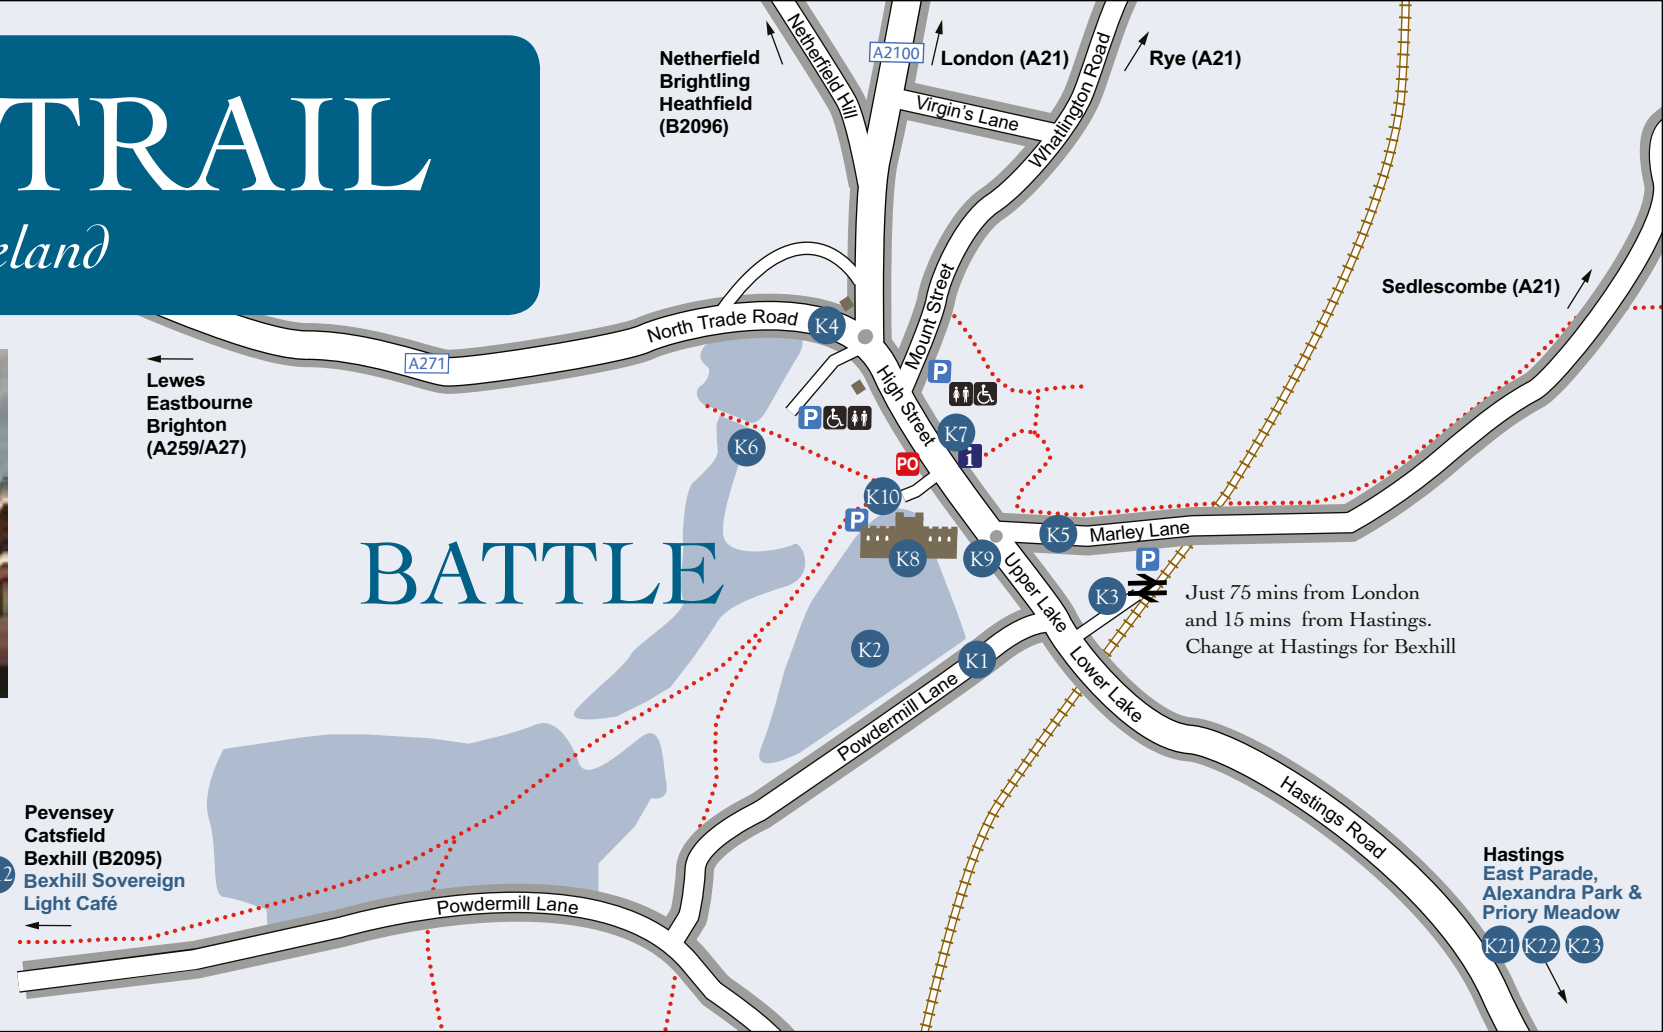 TRAIL
eland
Netherfield
Brightling
Heathfield
(B2096)
Netherfield Hill
A2100
London (A21)
Virgin's Lane
Whatlington Road
Rye (A21)
Sedlescombe (A21)
North Trade Road
K4
Mount Street
A271
Lewes
Eastbourne
Brighton
(A259/A27)
High Street
P
P
K6
K7
i
PO
K10
P
BATTLE
K8
K9
K5
Marley Lane
P
Upper Lake
K3
Just 75 mins from London
and 15 mins from Hastings.
Change at Hastings for Bexhill
K2
K1
Powdermill Lane
Lower Lake
Hastings Road
Pevensey
Catsfield
Bexhill (B2095)
Bexhill Sovereign
Light Café
2
Powdermill Lane
Hastings
East Parade,
Alexandra Park &
Priory Meadow
K21 K22 K23